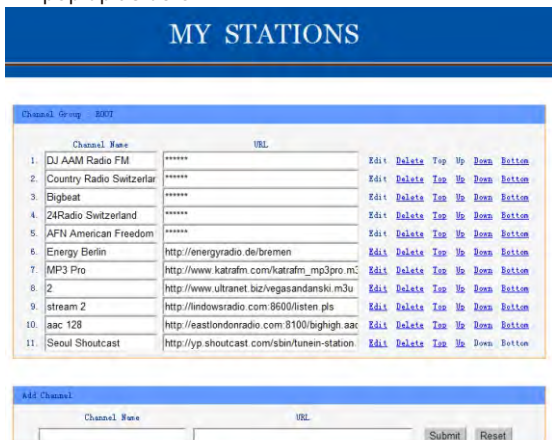 MY STATIONS
Channel Group ROOT
Channel Name URL
1. DJ AAM Radio FM ****** Edit Delete Top Up Down Bottom
2. Country Radio Switzerlar ****** Edit Delete Top Up Down Bottom
3. Bigbeat ****** Edit Delete Top Up Down Bottom
4. 24Radio Switzerland ****** Edit Delete Top Up Down Bottom
5. AFN American Freedom ****** Edit Delete Top Up Down Bottom
6. Energy Berlin http://energyradio.de/bremen Edit Delete Top Up Down Bottom
7. MP3 Pro http://www.katrafm.com/katrafm_mp3pro.m3 Edit Delete Top Up Down Bottom
8. 2 http://www.ultranet.biz/vegasandanski.m3u Edit Delete Top Up Down Bottom
9. stream 2 http://lindowsradio.com:8600/listen.pls Edit Delete Top Up Down Bottom
10. aac 128 http://eastlondonradio.com:8100/bighigh.aac Edit Delete Top Up Down Bottom
11. Seoul Shoutcast http://yp.shoutcast.com/sbin/tunein-station. Edit Delete Top Up Down Bottom
Add Channel
Channel Name URL
Submit Reset